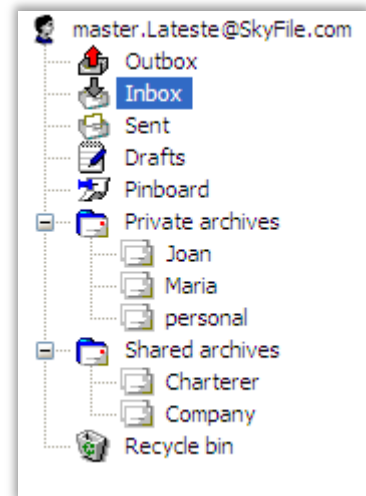 master.Lateste@SkyFile.com
Outbox
Inbox
Sent
Drafts
Pinboard
Private archives
Joan
Maria
personal
Shared archives
Charterer
Company
Recycle bin